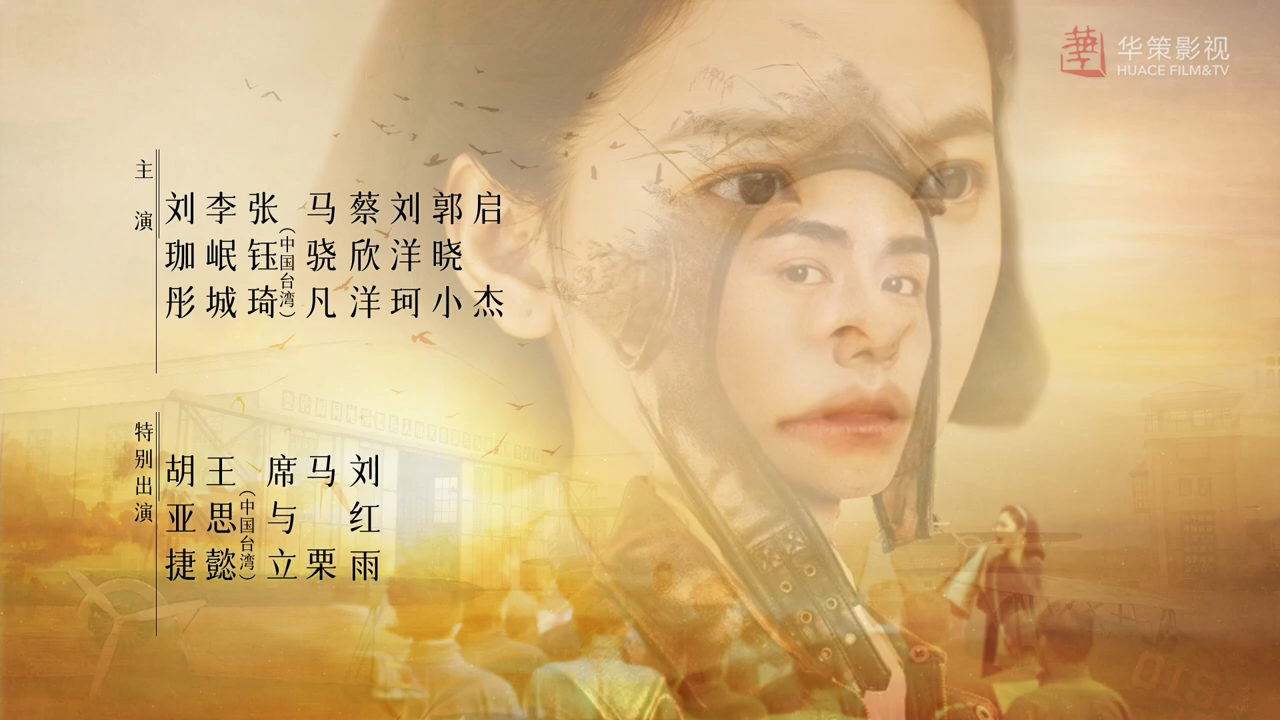 华策影视
HUACE FILM&TV
主演
刘珈彤
李岷城
张钰琦
（中国台湾）
马骁凡
蔡欣洋
刘洋珂
郭晓小
启杰
特别出演
胡亚捷
王思懿
（中国台湾）
席与立
马栗
刘红雨